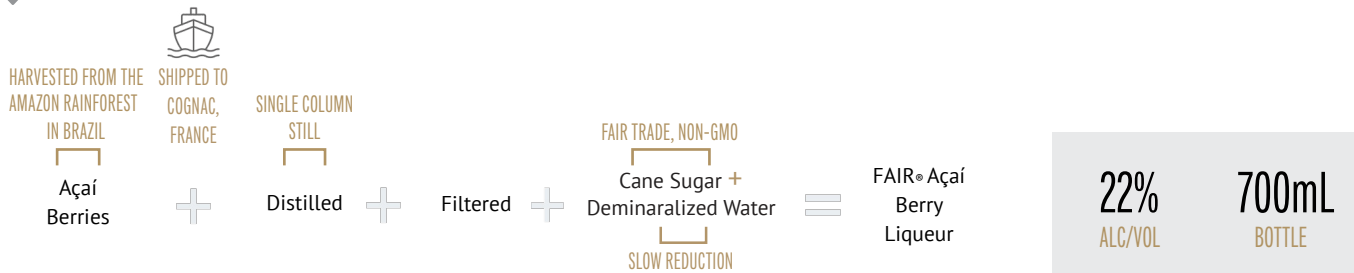 HARVESTED FROM THE
AMAZON RAINFOREST
IN BRAZIL
Açaí
Berries
SHIPPED TO
COGNAC,
FRANCE
+
SINGLE COLUMN
STILL
Distilled
+
Filtered
+
FAIR TRADE, NON-GMO
Cane Sugar +
Deminaralized Water
SLOW REDUCTION
=
FAIR® Açaí
Berry
Liqueur
22%
ALC/VOL
700mL
BOTTLE